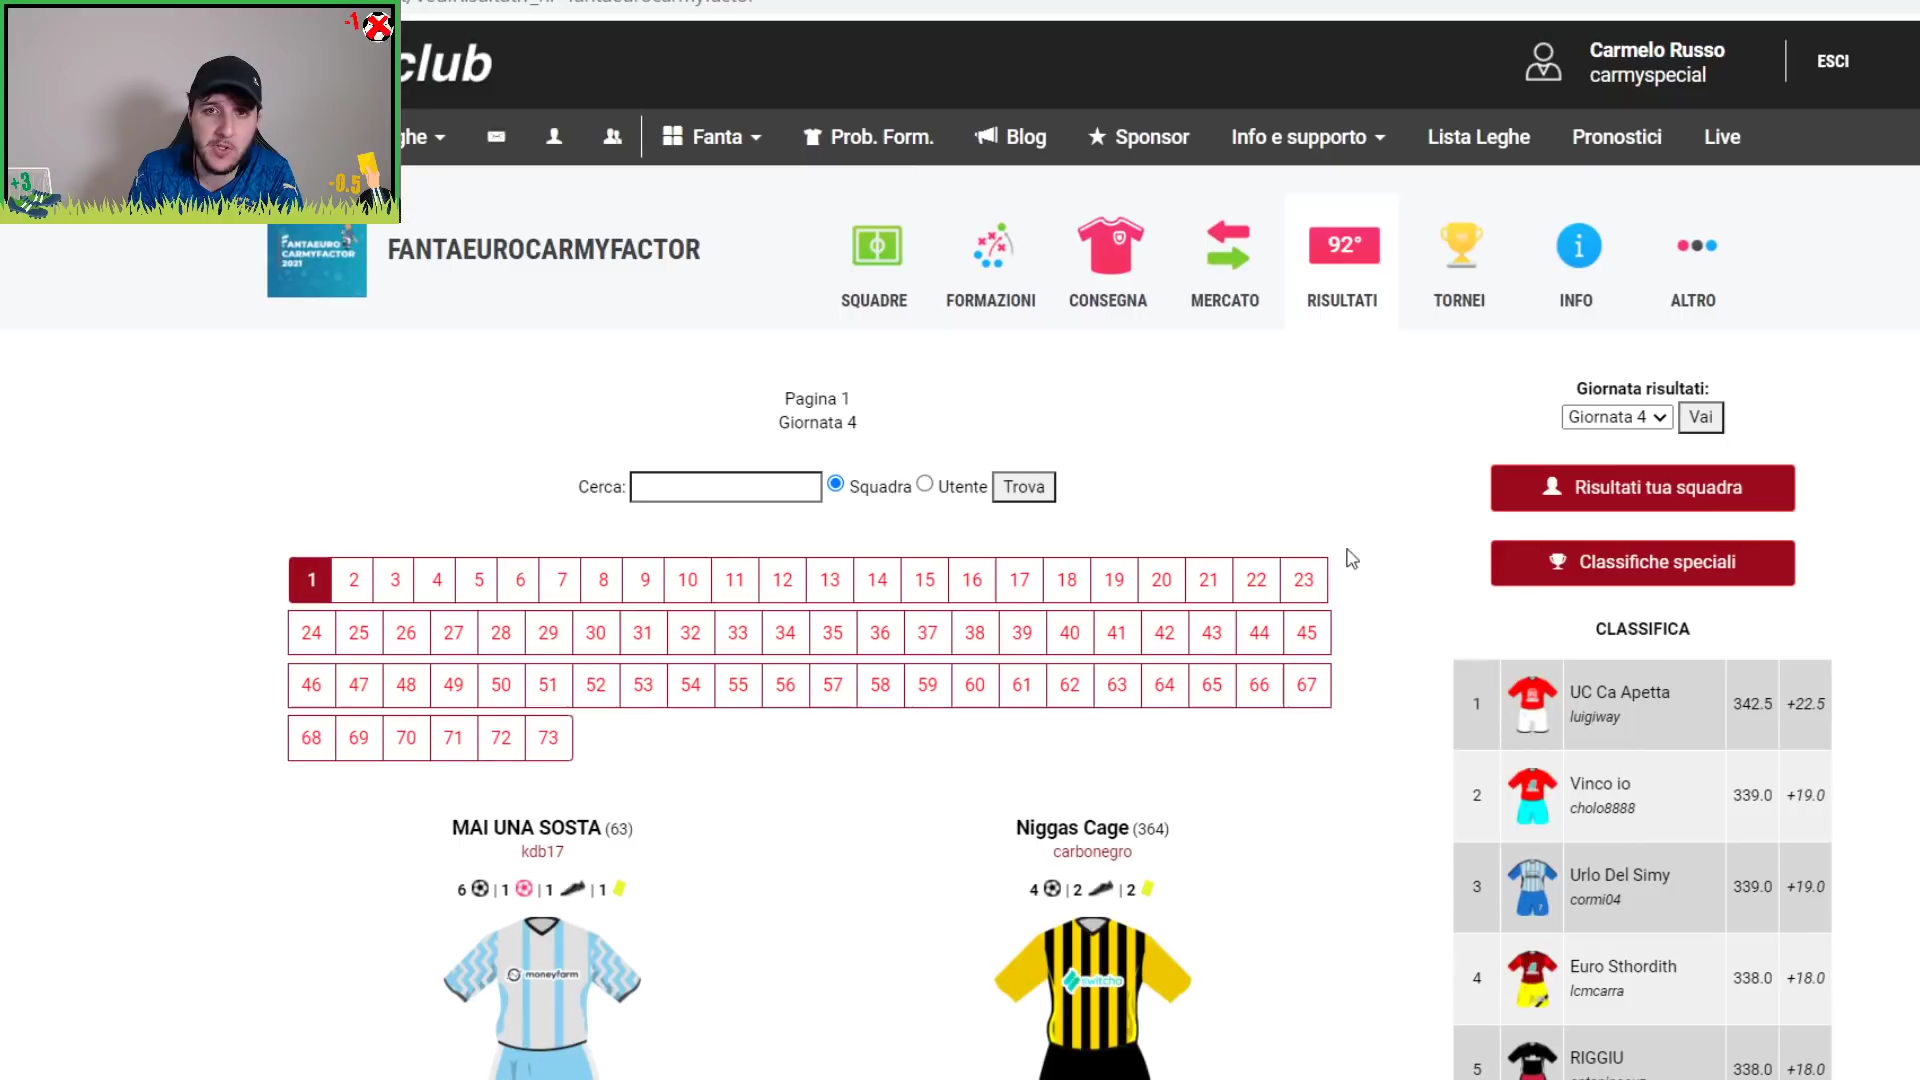 -1
+3
-0.5
club
Carmelo Russo
carmyspecial
ESCI
ghe
Fanta
Prob. Form.
Blog
Sponsor
Info e supporto
Lista Leghe
Pronostici
Live
FANTAEURO
CARMYFACTOR
2021
FANTAEUROCARMYFACTOR
92°
SQUADRE
FORMAZIONI
CONSEGNA
MERCATO
RISULTATI
TORNEI
INFO
ALTRO
Pagina 1
Giornata 4
Cerca: Squadra Utente Trova
Giornata risultati:
Giornata 4 Vai
Risultati tua squadra
Classifiche speciali
1 2 3 4 5 6 7 8 9 10 11 12 13 14 15 16 17 18 19 20 21 22 23
24 25 26 27 28 29 30 31 32 33 34 35 36 37 38 39 40 41 42 43 44 45
46 47 48 49 50 51 52 53 54 55 56 57 58 59 60 61 62 63 64 65 66 67
68 69 70 71 72 73
MAI UNA SOSTA (63)
kdb17
6 | 1 | 1 | 1
moneyfarm
Niggas Cage (364)
carbonegro
4 | 2 | 2
switcho
CLASSIFICA
1 UC Ca Apetta 342.5 +22.5
luigiway
2 Vinco io 339.0 +19.0
cholo8888
3 Urlo Del Simy 339.0 +19.0
cormi04
4 Euro Sthordith 338.0 +18.0
lcmcarra
5 RIGGIU 338.0 +18.0